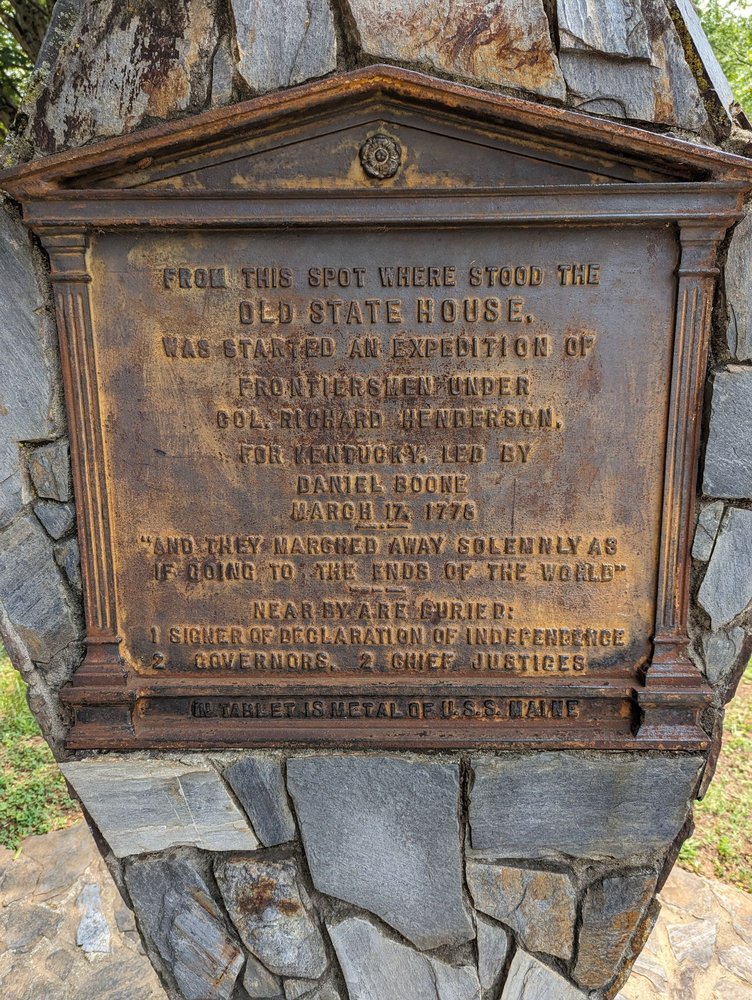 FROM THIS SPOT WHERE STOOD THE
OLD STATE HOUSE,
WAS STARTED AN EXPEDITION OF
FRONTIERSMEN UNDER
COL. RICHARD HENDERSON,
FOR KENTUCKY, LED BY
DANIEL BOONE
MARCH 17, 1775
"AND THEY MARCHED AWAY SOLEMNLY AS
IF GOING TO THE ENDS OF THE WORLD"
NEAR BY ARE BURIED:
1 SIGNER OF DECLARATION OF INDEPENDENCE
2 GOVERNORS, 2 CHIEF JUSTICES
IN TABLET IS METAL OF U.S.S. MAINE